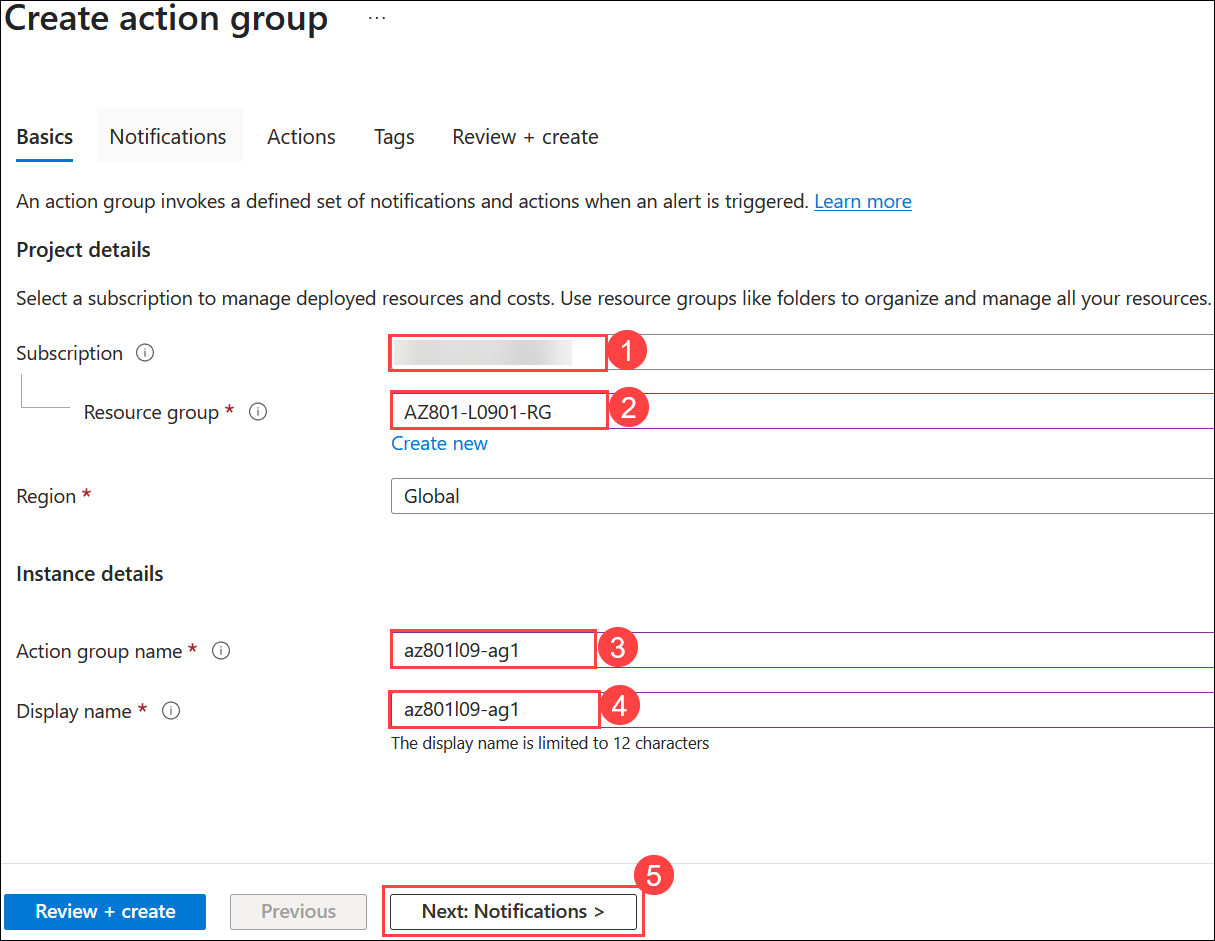 Create action group ...
Basics Notifications Actions Tags Review + create
An action group invokes a defined set of notifications and actions when an alert is triggered. Learn more
Project details
Select a subscription to manage deployed resources and costs. Use resource groups like folders to organize and manage all your resources.
Subscription 1
Resource group * AZ801-L0901-RG 2
Create new
Region * Global
Instance details
Action group name * az801l09-ag1 3
Display name * az801l09-ag1 4
The display name is limited to 12 characters
5
Review + create Previous Next: Notifications >